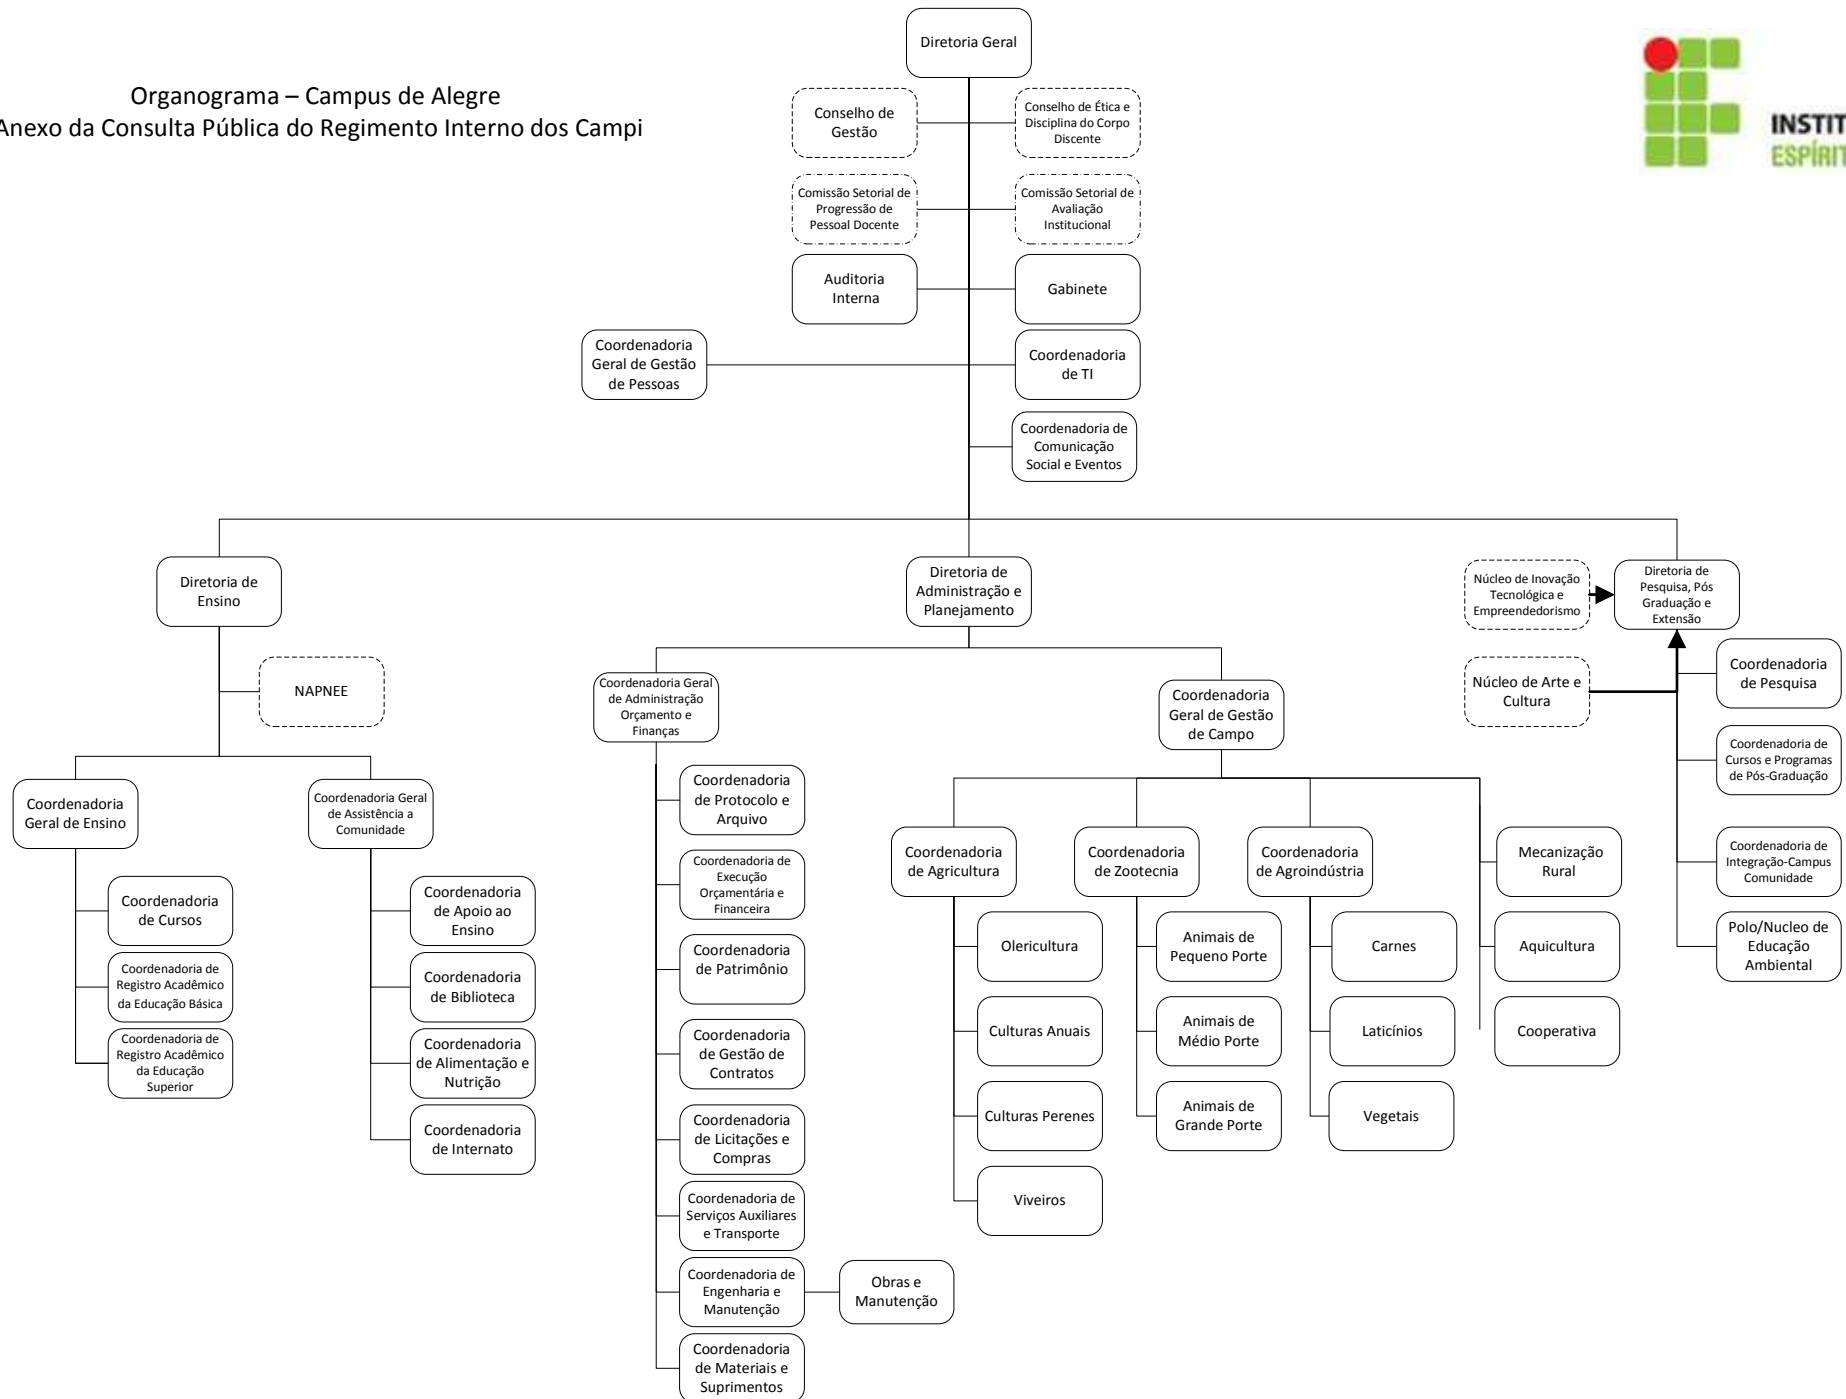 Diretoria Geral
Organograma – Campus de Alegre
Anexo da Consulta Pública do Regimento Interno dos Campi
INSTIT
ESPÍRIT
Conselho de
Gestão
Conselho de Ética e
Disciplina do Corpo
Discente
Comissão Setorial de
Progressão de
Pessoal Docente
Comissão Setorial de
Avaliação
Institucional
Auditoria
Interna
Gabinete
Coordenadoria
Geral de Gestão
de Pessoas
Coordenadoria
de TI
Coordenadoria de
Comunicação
Social e Eventos
Diretoria de
Ensino
Diretoria de
Administração e
Planejamento
Núcleo de Inovação
Tecnológica e
Empreendedorismo
Diretoria de
Pesquisa, Pós
Graduação e
Extensão
NAPNEE
Núcleo de Arte e
Cultura
Coordenadoria
de Pesquisa
Coordenadoria de
Cursos e Programas
de Pós-Graduação
Coordenadoria de
Integração-Campus
Comunidade
Polo/Nucleo de
Educação
Ambiental
Coordenadoria
Geral de Ensino
Coordenadoria Geral
de Assistência a
Comunidade
Coordenadoria
de Cursos
Coordenadoria de
Registro Acadêmico
da Educação Básica
Coordenadoria de
Registro Acadêmico
da Educação
Superior
Coordenadoria
de Apoio ao
Ensino
Coordenadoria
de Biblioteca
Coordenadoria
de Alimentação e
Nutrição
Coordenadoria
de Internato
Coordenadoria Geral
de Administração
Orçamento e
Finanças
Coordenadoria
de Protocolo e
Arquivo
Coordenadoria de
Execução
Orçamentária e
Financeira
Coordenadoria
de Patrimônio
Coordenadoria
de Gestão de
Contratos
Coordenadoria
de Licitações e
Compras
Coordenadoria de
Serviços Auxiliares
e Transporte
Coordenadoria de
Engenharia e
Manutenção
Obras e
Manutenção
Coordenadoria
de Materiais e
Suprimentos
Coordenadoria
Geral de Gestão
de Campo
Coordenadoria
de Agricultura
Olericultura
Culturas Anuais
Culturas Perenes
Viveiros
Coordenadoria
de Zootecnia
Animais de
Pequeno Porte
Animais de
Médio Porte
Animais de
Grande Porte
Coordenadoria
de Agroindústria
Carnes
Laticínios
Vegetais
Mecanização
Rural
Aquicultura
Cooperativa